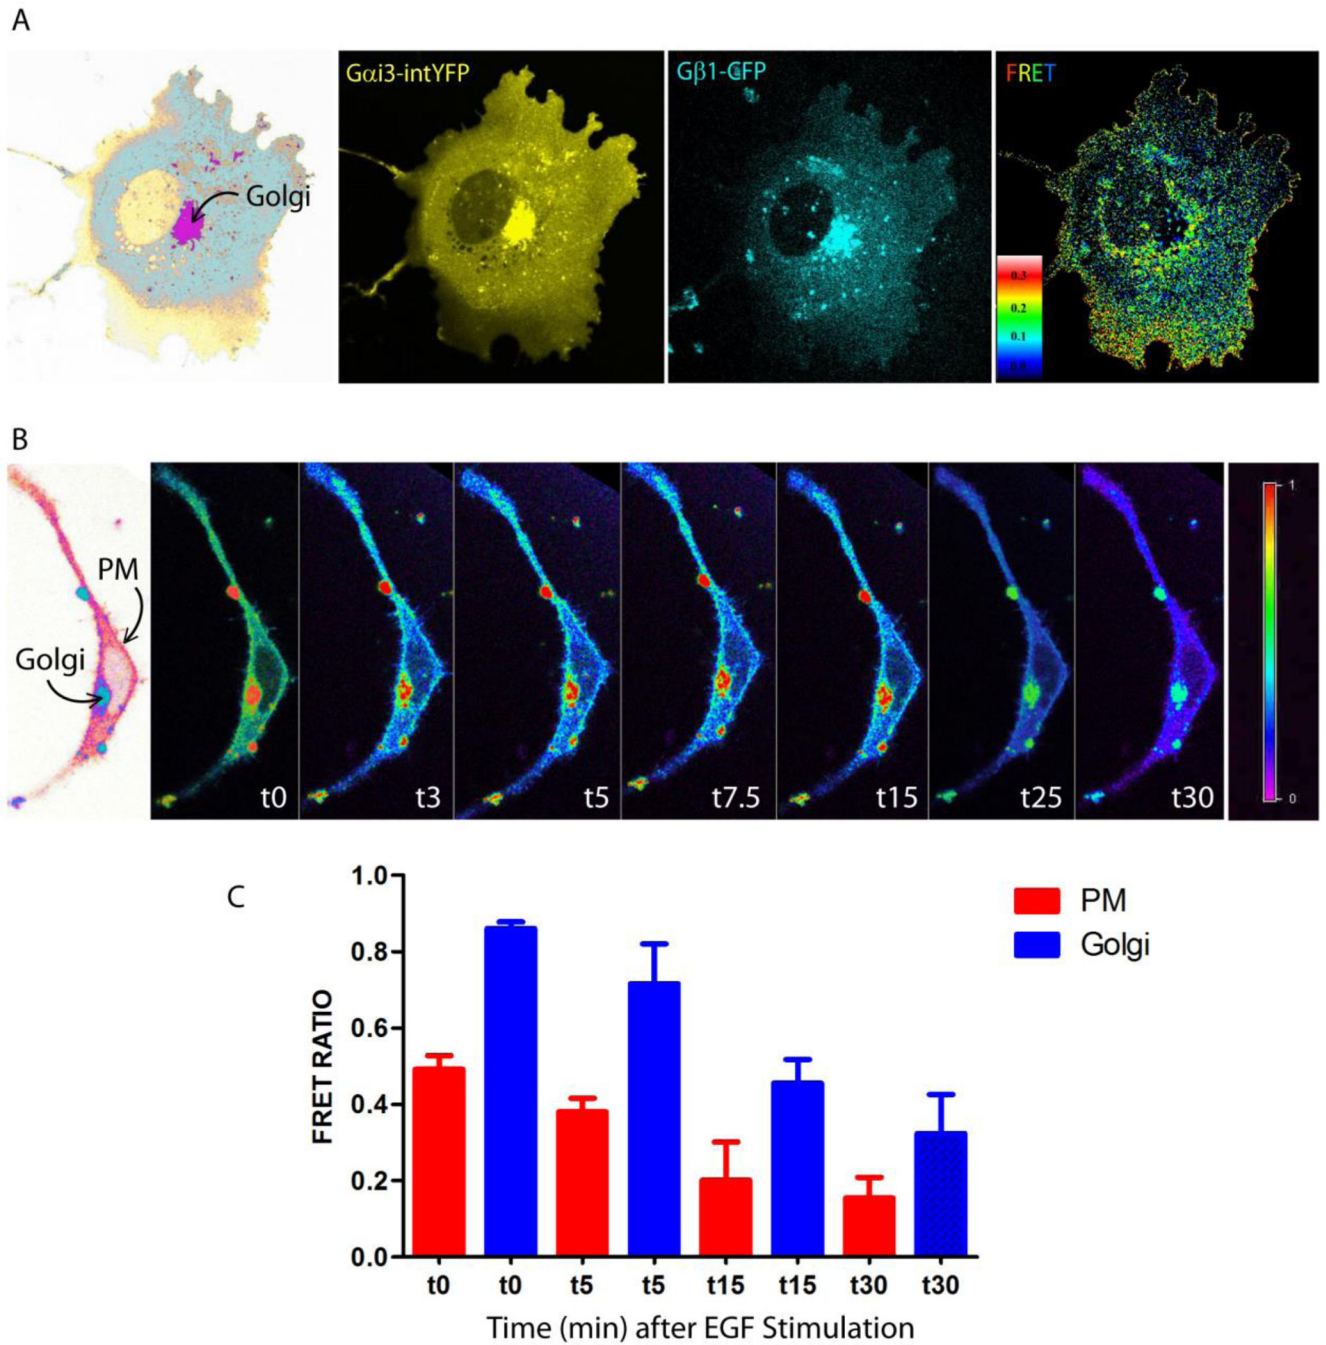 A
Golgi
Gαi3-intYFP
Gβ1-CFP
FRET
0.3
0.2
0.1
0.0
B
PM
Golgi
t0
t3
t5
t7.5
t15
t25
t30
1
0
C
1.0
0.8
0.6
0.4
0.2
0.0
FRET RATIO
PM
Golgi
t0 t0 t5 t5 t15 t15 t30 t30
Time (min) after EGF Stimulation